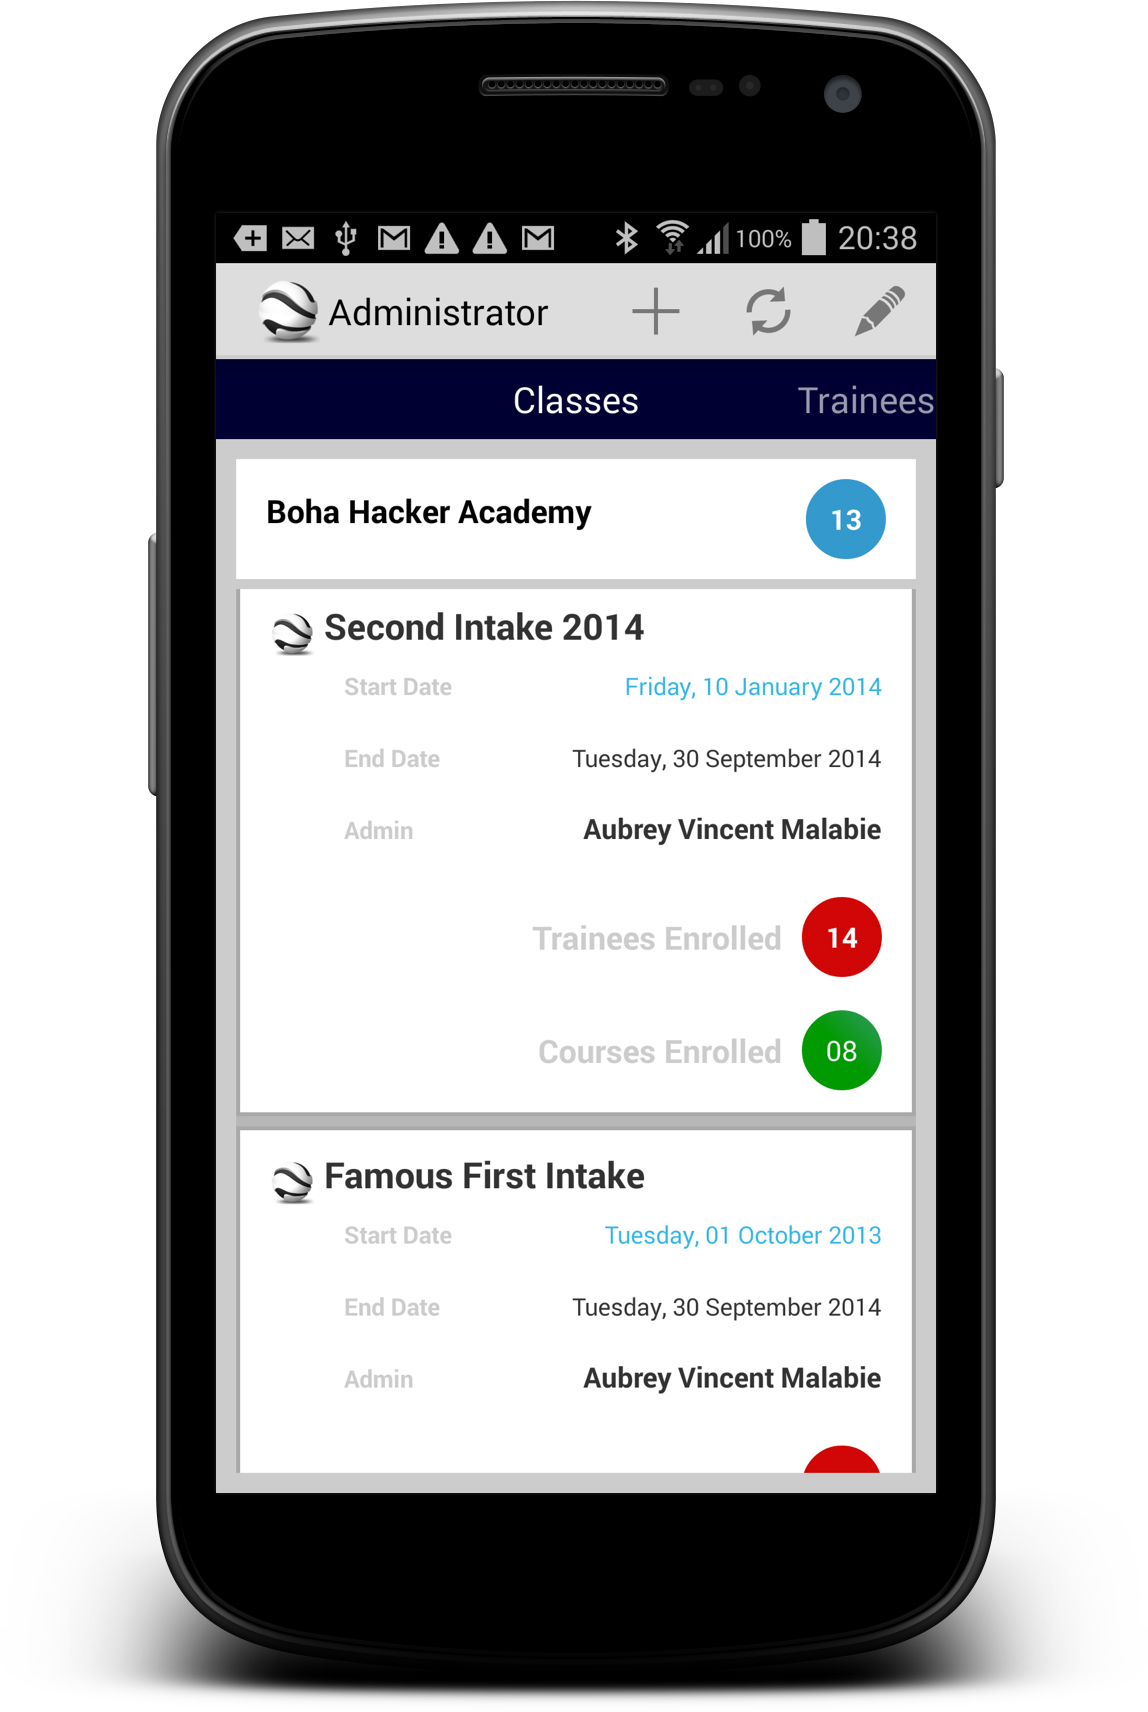 100% 20:38
Administrator
Classes Trainees
Boha Hacker Academy 13
Second Intake 2014
Start Date Friday, 10 January 2014
End Date Tuesday, 30 September 2014
Admin Aubrey Vincent Malabie
Trainees Enrolled 14
Courses Enrolled 08
Famous First Intake
Start Date Tuesday, 01 October 2013
End Date Tuesday, 30 September 2014
Admin Aubrey Vincent Malabie